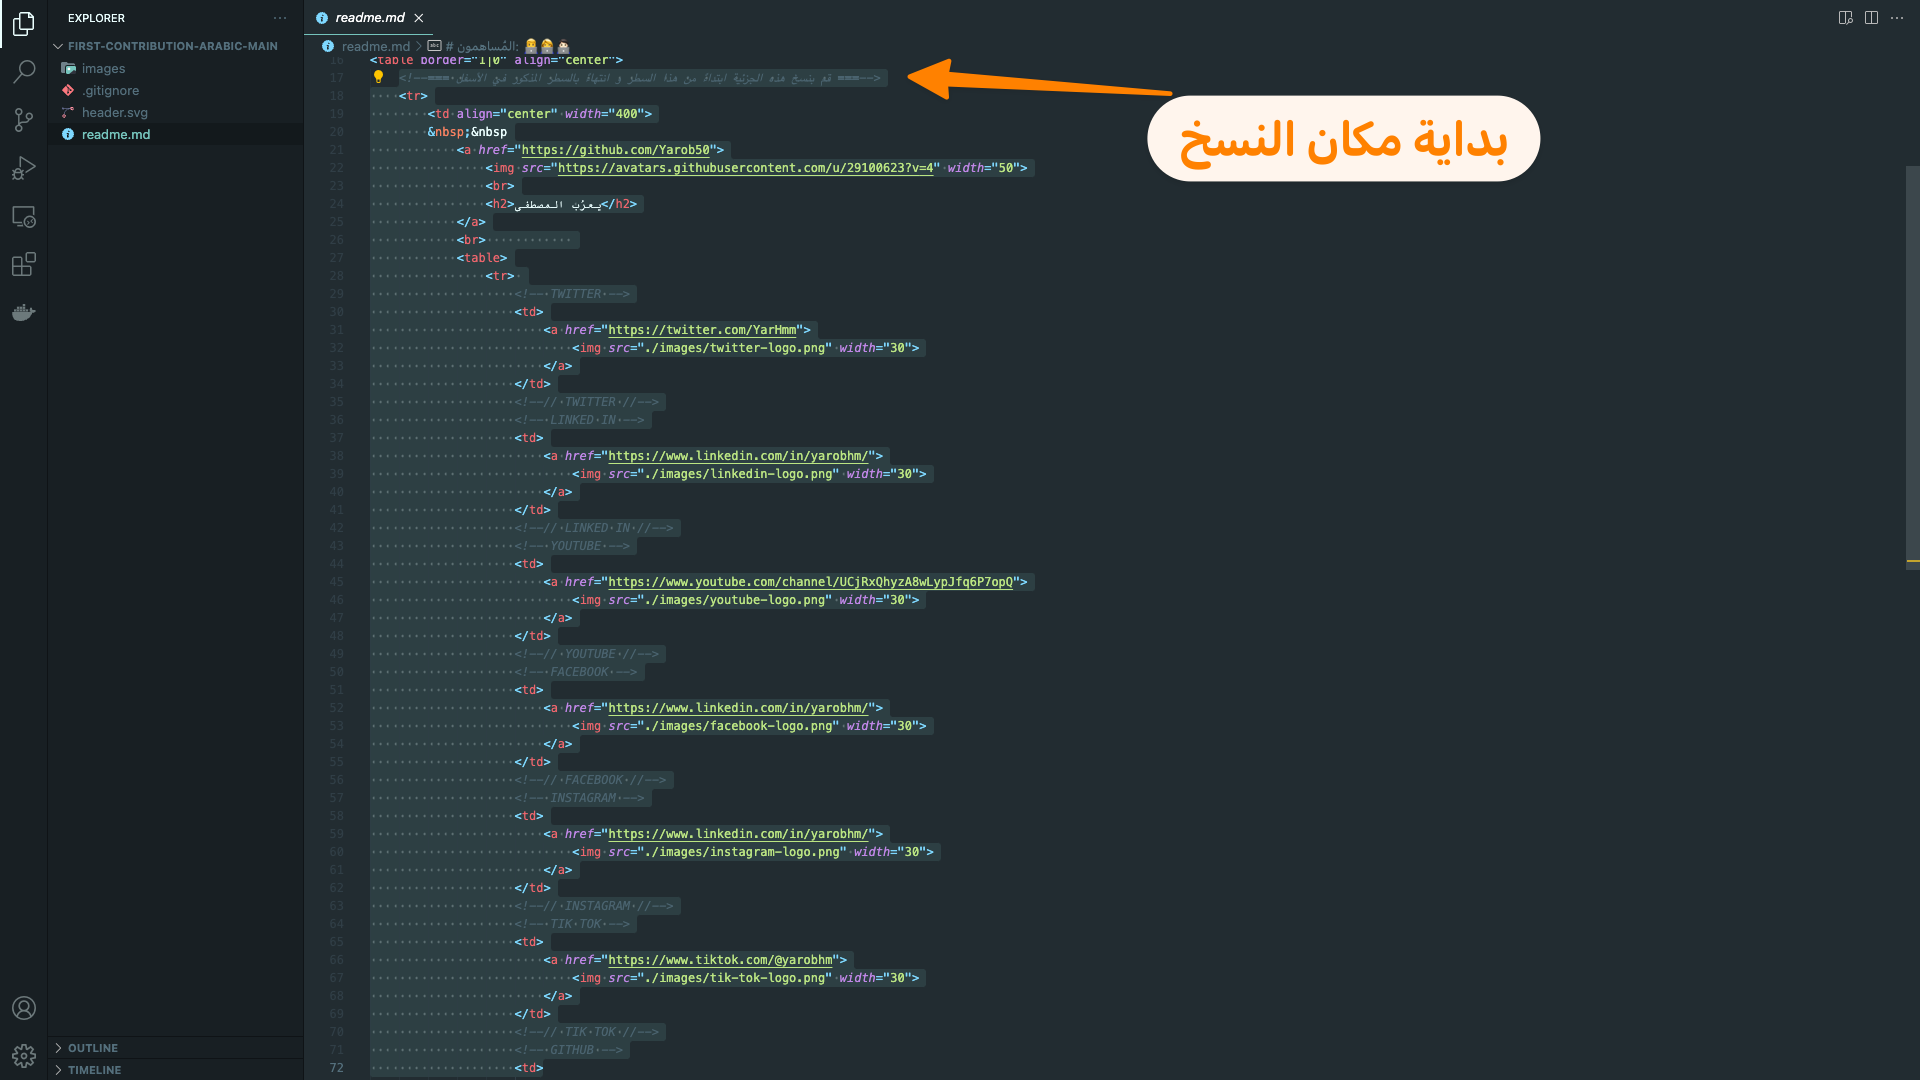 EXPLORER
FIRST-CONTRIBUTION-ARABIC-MAIN
images
.gitignore
header.svg
readme.md
OUTLINE
TIMELINE
readme.md
readme.md > # المُساهمون:
16 <table border="1|0" align="center">
17 <!--=== قم بنسخ هذه الجزئية ابتداءً من هذا السطر و انتهاءً بالسطر المذكور في الأسفل ===-->
18 <tr>
19 <td align="center" width="400">
20 &nbsp;&nbsp
21 <a href="https://github.com/Yarob50">
22 <img src="https://avatars.githubusercontent.com/u/29100623?v=4" width="50">
23 <br>
24 <h2>يعرُب المصطفى</h2>
25 </a>
26 <br>
27 <table>
28 <tr>
29 <!-- TWITTER -->
30 <td>
31 <a href="https://twitter.com/YarHmm">
32 <img src="./images/twitter-logo.png" width="30">
33 </a>
34 </td>
35 <!--// TWITTER //-->
36 <!-- LINKED IN -->
37 <td>
38 <a href="https://www.linkedin.com/in/yarobhm/">
39 <img src="./images/linkedin-logo.png" width="30">
40 </a>
41 </td>
42 <!--// LINKED IN //-->
43 <!-- YOUTUBE -->
44 <td>
45 <a href="https://www.youtube.com/channel/UCjRxQhyzA8wLypJfq6P7opQ">
46 <img src="./images/youtube-logo.png" width="30">
47 </a>
48 </td>
49 <!--// YOUTUBE //-->
50 <!-- FACEBOOK -->
51 <td>
52 <a href="https://www.linkedin.com/in/yarobhm/">
53 <img src="./images/facebook-logo.png" width="30">
54 </a>
55 </td>
56 <!--// FACEBOOK //-->
57 <!-- INSTAGRAM -->
58 <td>
59 <a href="https://www.linkedin.com/in/yarobhm/">
60 <img src="./images/instagram-logo.png" width="30">
61 </a>
62 </td>
63 <!--// INSTAGRAM //-->
64 <!-- TIK TOK -->
65 <td>
66 <a href="https://www.tiktok.com/@yarobhm">
67 <img src="./images/tik-tok-logo.png" width="30">
68 </a>
69 </td>
70 <!--// TIK TOK //-->
71 <!-- GITHUB -->
72 <td>
بداية مكان النسخ